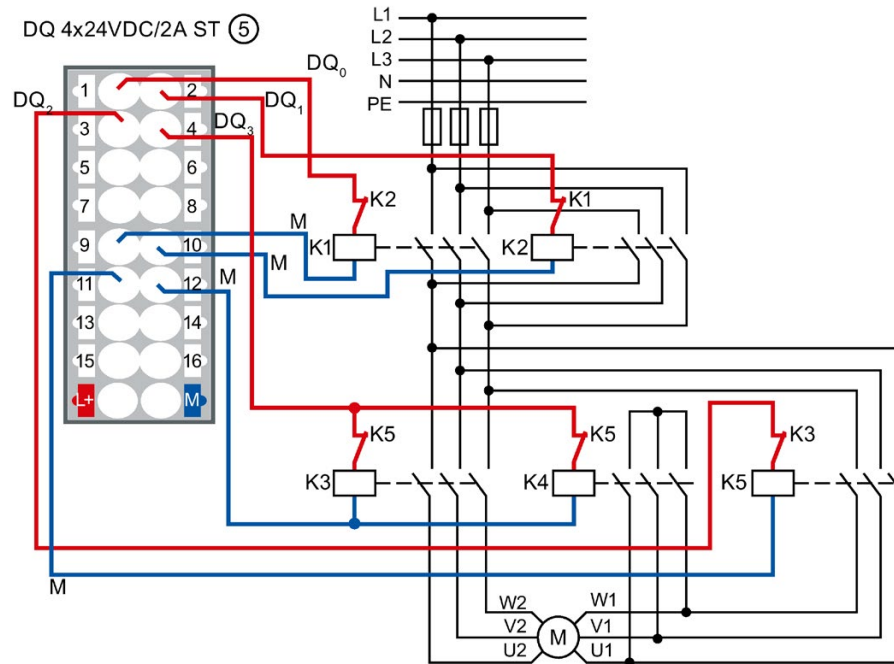 DQ 4x24VDC/2A ST 5
L1
L2
L3
N
PE
DQ0
DQ1
DQ2
DQ3
1 2
3 4
5 6
7 8
9 10
11 12
13 14
15 16
L+ M
K2 K1
M K1 K2
M
M
K5 K5 K3
K3 K4 K5
M
W2 W1
V2 M V1
U2 U1